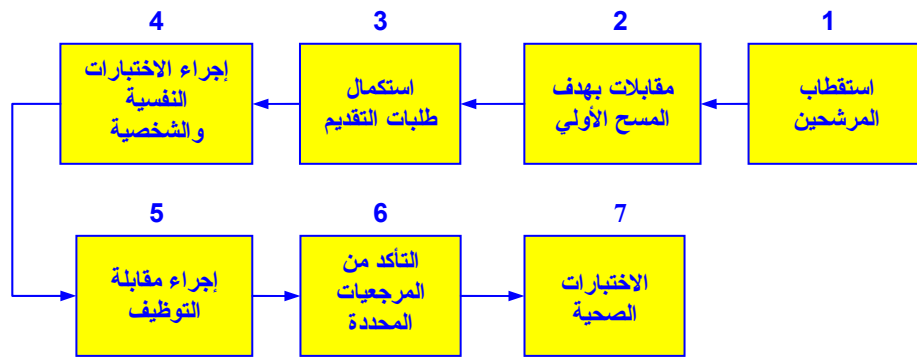 1
استقطاب
المرشحين
2
مقابلات بهدف
المسح الأولي
3
استكمال
طلبات التقديم
4
إجراء الاختبارات
النفسية
والشخصية
5
إجراء مقابلة
التوظيف
6
التأكد من
المرجعيات
المحددة
7
الاختبارات
الصحية